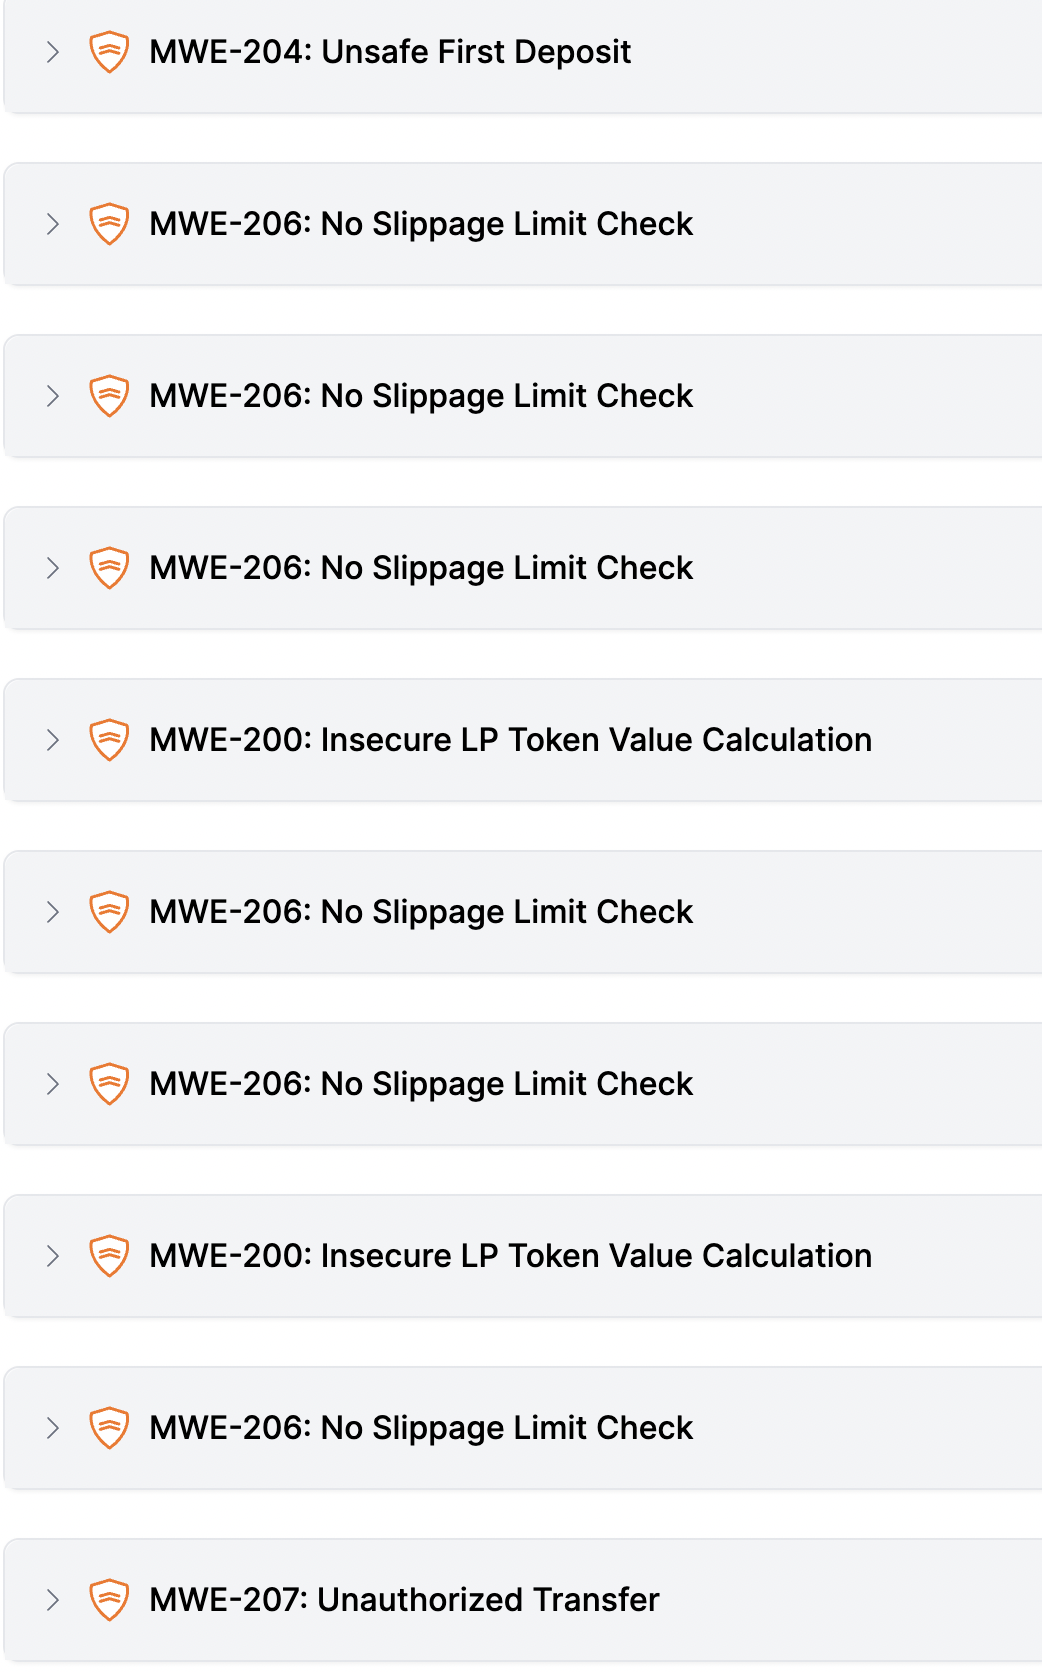 MWE-204: Unsafe First Deposit
MWE-206: No Slippage Limit Check
MWE-206: No Slippage Limit Check
MWE-206: No Slippage Limit Check
MWE-200: Insecure LP Token Value Calculation
MWE-206: No Slippage Limit Check
MWE-206: No Slippage Limit Check
MWE-200: Insecure LP Token Value Calculation
MWE-206: No Slippage Limit Check
MWE-207: Unauthorized Transfer